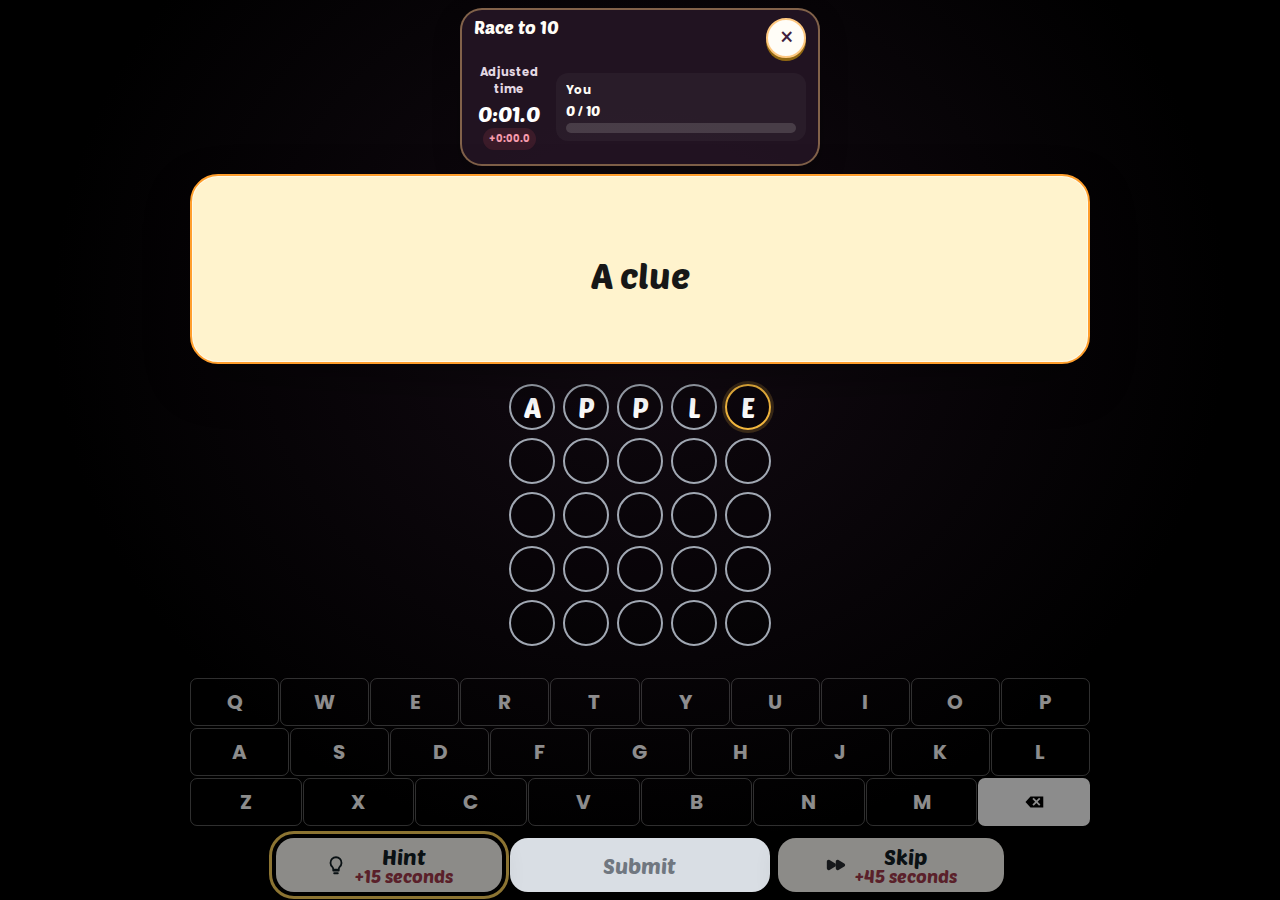 Race to 10
×
Adjusted
time
0:01.0
+0:00.0
You
0 / 10
A clue
A P P L E
Q W E R T Y U I O P
A S D F G H J K L
Z X C V B N M
Hint
+15 seconds
Submit
Skip
+45 seconds